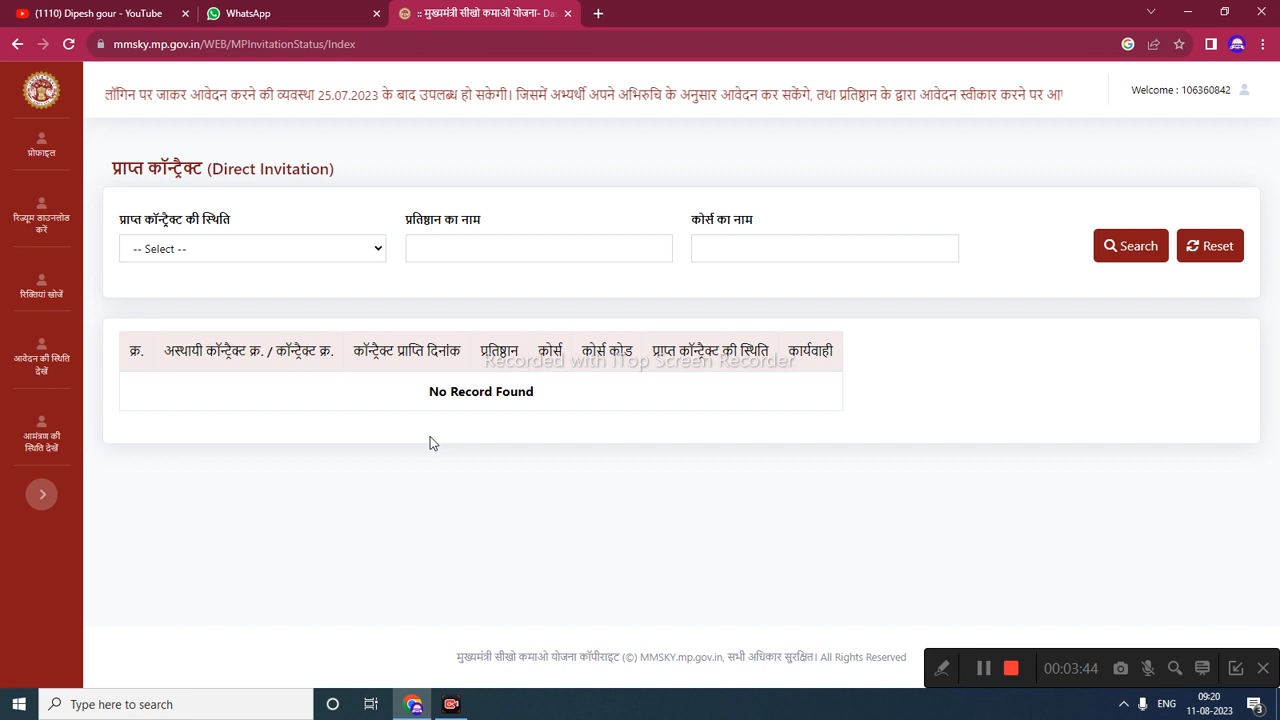 (1110) Dipesh gour - YouTube
WhatsApp
:: मुख्यमंत्री सीखो कमाओ योजना- Da
mmsky.mp.gov.in/WEB/MPInvitationStatus/Index
लॉगिन पर जाकर आवेदन करने की व्यवस्था 25.07.2023 के बाद उपलब्ध हो सकेगी। जिसमें अभ्यर्थी अपने अभिरुचि के अनुसार आवेदन कर सकेंगे, तथा प्रतिष्ठान के द्वारा आवेदन स्वीकार करने पर
Welcome : 106360842
प्रोफाइल
रिज्यूम डाउनलोड
करें
रिक्तियां खोजें
आवेदन की स्थिति
देखें
आमंत्रण की
स्थिति देखें
प्राप्त कॉन्ट्रैक्ट (Direct Invitation)
प्राप्त कॉन्ट्रैक्ट की स्थिति
प्रतिष्ठान का नाम
कोर्स का नाम
-- Select --
Search
Reset
क्र. अस्थायी कॉन्ट्रैक्ट क्र. / कॉन्ट्रैक्ट क्र. कॉन्ट्रैक्ट प्राप्ति दिनांक प्रतिष्ठान कोर्स कोर्स कोड प्राप्त कॉन्ट्रैक्ट की स्थिति कार्यवाही
Recorded with iTop Screen Recorder
No Record Found
मुख्यमंत्री सीखो कमाओ योजना कॉपीराइट (©) MMSKY.mp.gov.in, सभी अधिकार सुरक्षित। All Rights Reserved
00:03:44
Type here to search
ENG
09:20
11-08-2023
3